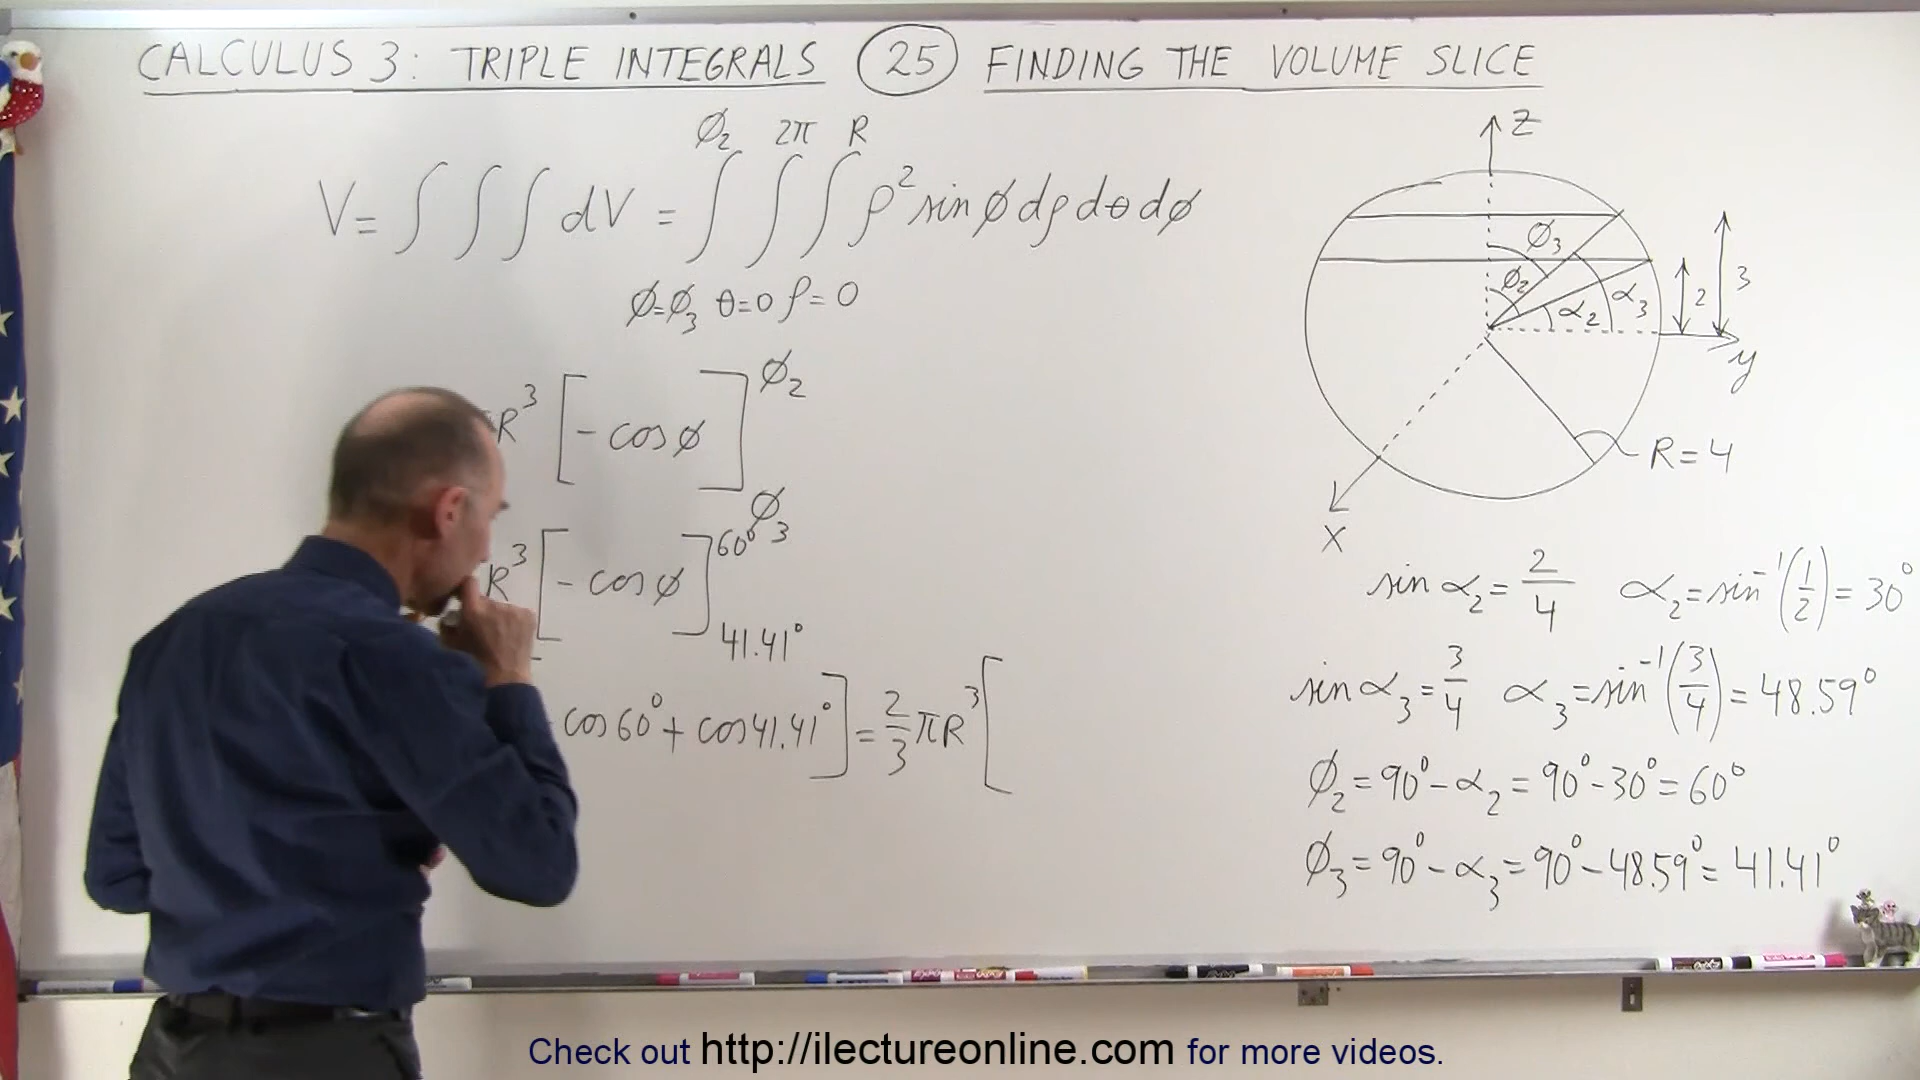 CALCULUS 3: TRIPLE INTEGRALS (25) FINDING THE VOLUME SLICE
V = ∫∫∫ dV = ∫_{ϕ=ϕ₃}^{ϕ₂} ∫_{θ=0}^{2π} ∫_{ρ=0}^{R} ρ² sin ϕ dρ dθ dϕ
R³ [-cos ϕ]_{ϕ₃}^{ϕ₂}
R³ [-cos ϕ]_{41.41°}^{60°}
cos 60° + cos 41.41°] = 2/3 πR³ [
z
ϕ₃
ϕ₂
α₂
α₃
2
3
y
R = 4
x
sin α₂ = 2/4 α₂ = sin⁻¹(1/2) = 30°
sin α₃ = 3/4 α₃ = sin⁻¹(3/4) = 48.59°
ϕ₂ = 90° - α₂ = 90° - 30° = 60°
ϕ₃ = 90° - α₃ = 90° - 48.59° = 41.41°
Check out http://ilectureonline.com for more videos.